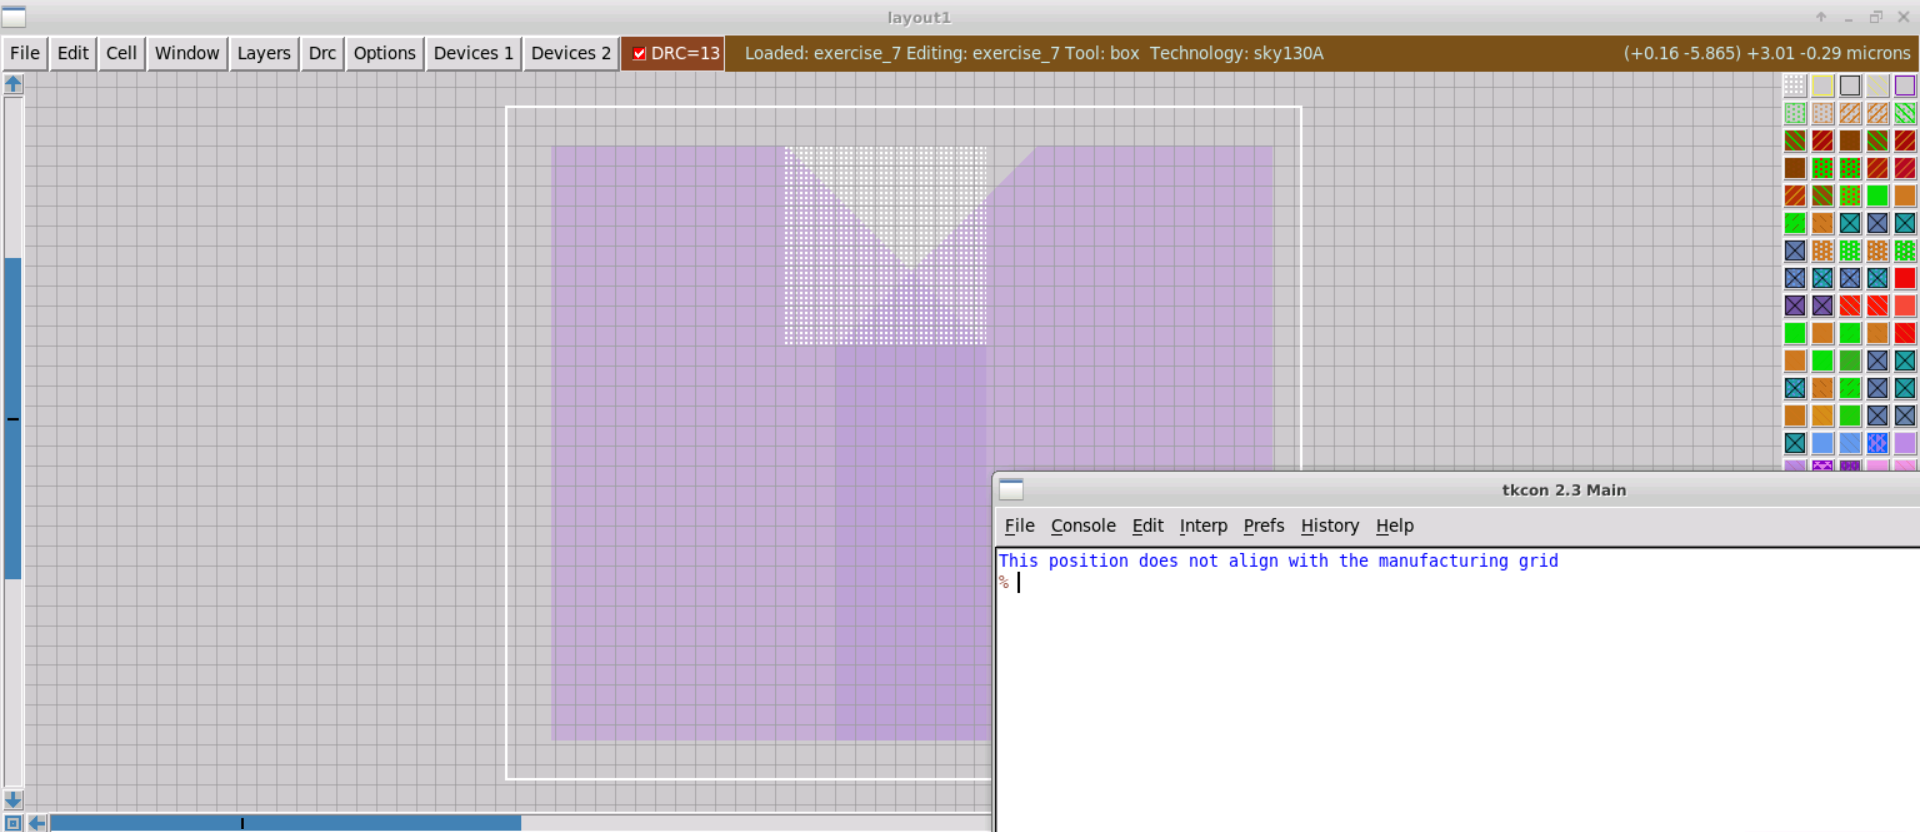 layout1
File Edit Cell Window Layers Drc Options Devices 1 Devices 2 DRC=13 Loaded: exercise_7 Editing: exercise_7 Tool: box Technology: sky130A (+0.16 -5.865) +3.01 -0.29 microns
tkcon 2.3 Main
File Console Edit Interp Prefs History Help
This position does not align with the manufacturing grid
%